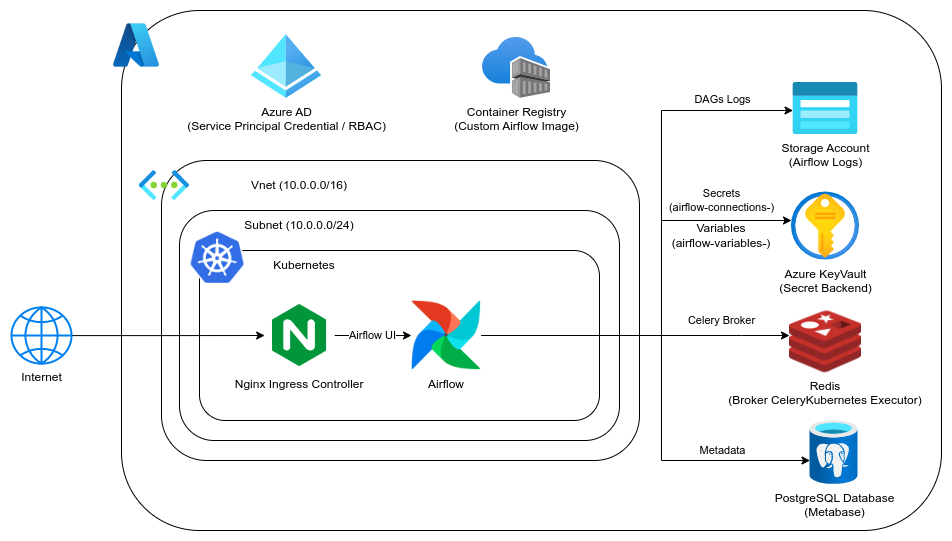 Azure AD
(Service Principal Credential / RBAC)
Container Registry
(Custom Airflow Image)
DAGs Logs
Storage Account
(Airflow Logs)
Vnet (10.0.0.0/16)
Secrets
(airflow-connections-)
Variables
(airflow-variables-)
Subnet (10.0.0.0/24)
Kubernetes
Azure KeyVault
(Secret Backend)
Internet
Nginx Ingress Controller
Airflow UI
Airflow
Celery Broker
Redis
(Broker CeleryKubernetes Executor)
Metadata
PostgreSQL Database
(Metabase)